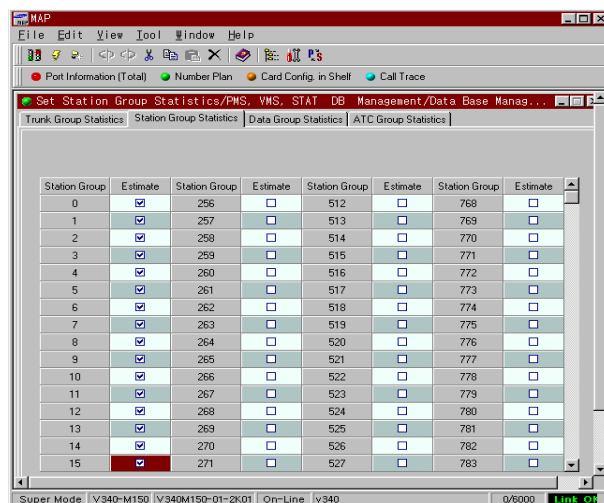 MAP
File Edit View Tool Window Help
Port Information (Total) Number Plan Card Config. in Shelf Call Trace
Set Station Group Statistics/PMS, VMS, STAT DB Management/Data Base Manag...
Trunk Group Statistics Station Group Statistics Data Group Statistics ATC Group Statistics
Station Group Estimate Station Group Estimate Station Group Estimate Station Group Estimate
0 256 512 768
1 257 513 769
2 258 514 770
3 259 515 771
4 260 516 772
5 261 517 773
6 262 518 774
7 263 519 775
8 264 520 776
9 265 521 777
10 266 522 778
11 267 523 779
12 268 524 780
13 269 525 781
14 270 526 782
15 271 527 783
Super Mode V340-M150 V340M150-01-2K01 On-Line v340 0/6000 Link OK